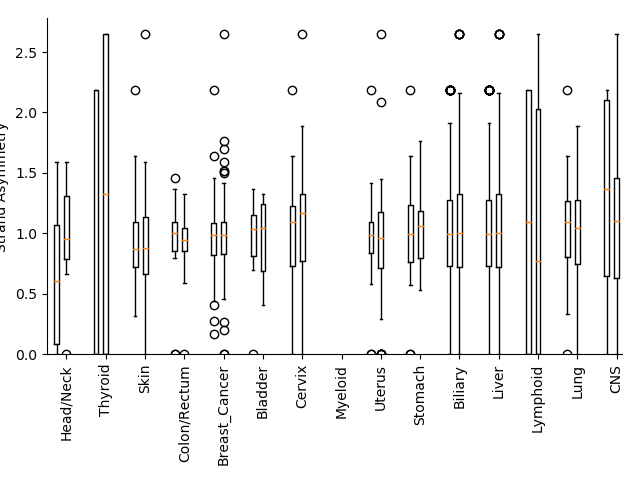 Strand Asymmetry
2.5
2.0
1.5
1.0
0.5
0.0
Head/Neck
Thyroid
Skin
Colon/Rectum
Breast_Cancer
Bladder
Cervix
Myeloid
Uterus
Stomach
Biliary
Liver
Lymphoid
Lung
CNS